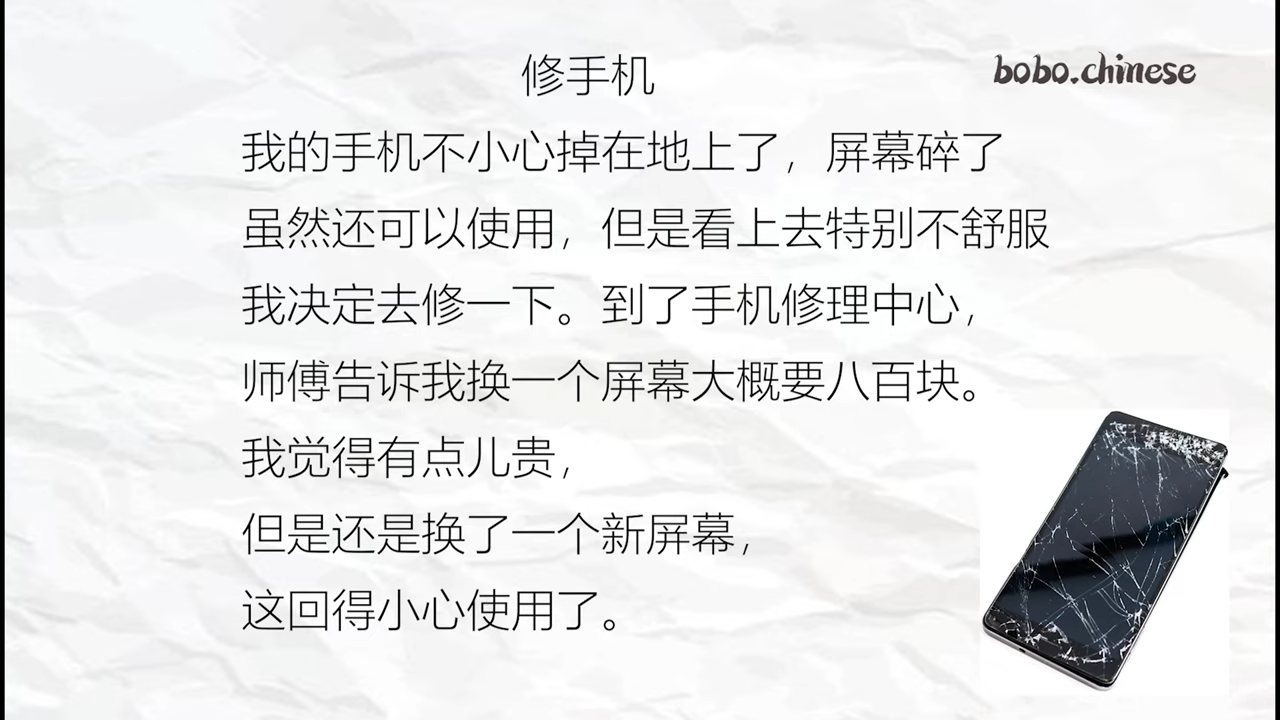 修手机
bobo.chinese
我的手机不小心掉在地上了，屏幕碎了
虽然还可以使用，但是看上去特别不舒服
我决定去修一下。到了手机修理中心，
师傅告诉我换一个屏幕大概要八百块。
我觉得有点儿贵，
但是还是换了一个新屏幕，
这回得小心使用了。